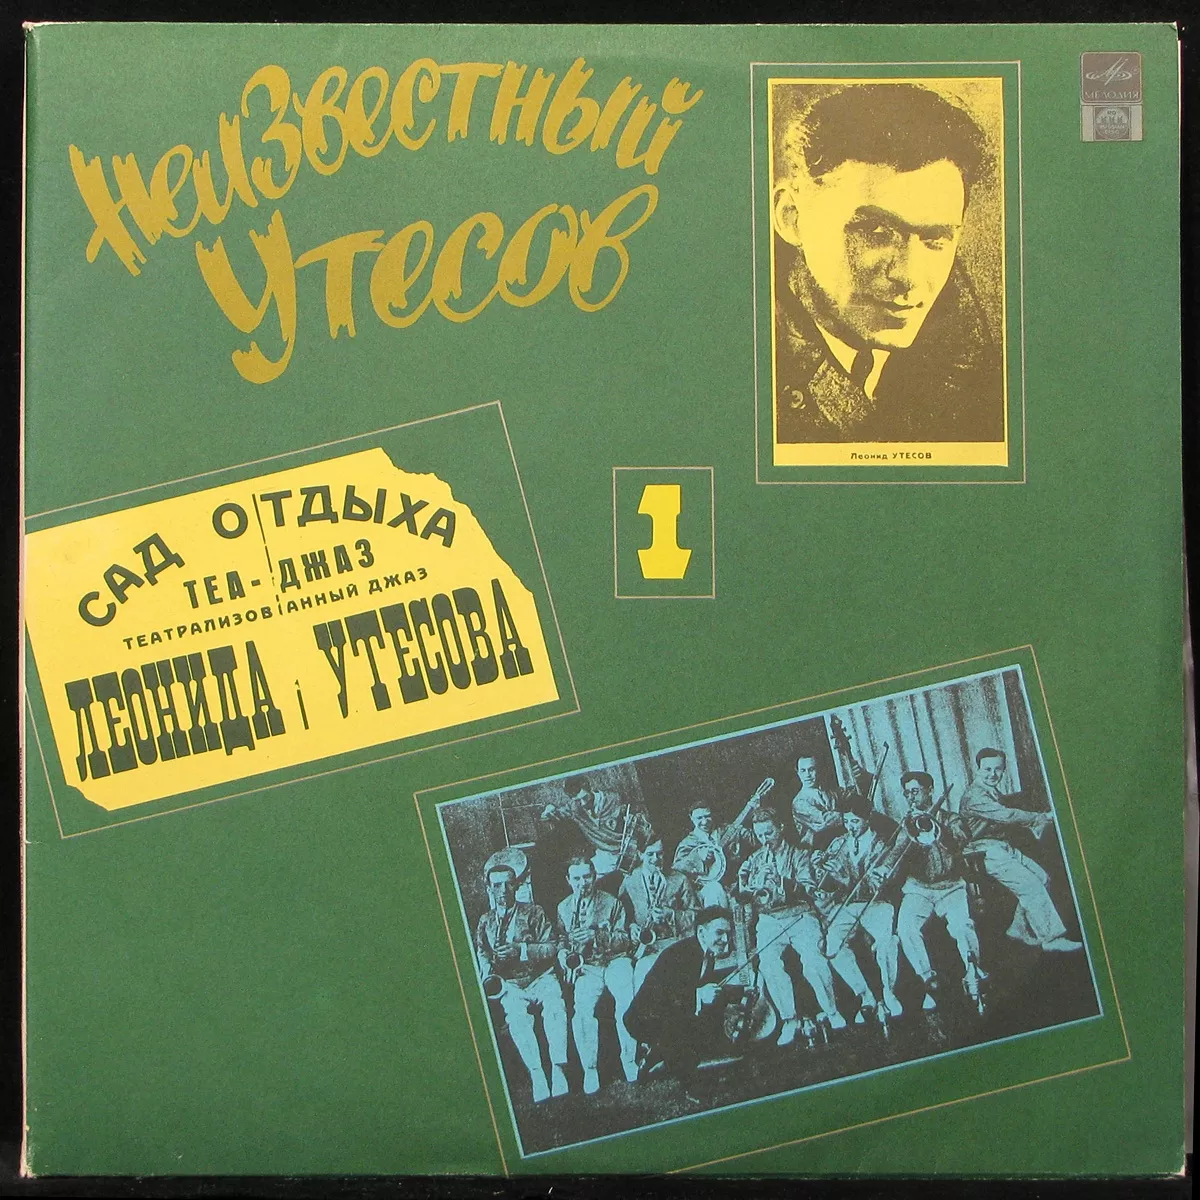 Неизвестный
Утесов
МЕЛОДИЯ
Леонид УТЕСОВ
1
САД ОТДЫХА
ТЕА-ДЖАЗ
ТЕАТРАЛИЗОВАННЫЙ ДЖАЗ
ЛЕОНИДА УТЕСОВА